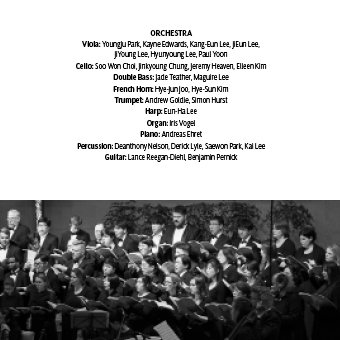 ORCHESTRA
Viola: Youngju Park, Kayne Edwards, Kang-Eun Lee, JiEun Lee,
JiYoung Lee, Hyunyoung Lee, Paul Yoon
Cello: Soo Won Choi, Jinkyoung Chung, Jeremy Heaven, Eileen Kim
Double Bass: Jade Teather, Maguire Lee
French Horn: Hye-Jun Joo, Hye-Sun Kim
Trumpet: Andrew Goldie, Simon Hurst
Harp: Eun-Ha Lee
Organ: Iris Vogel
Piano: Andreas Ehret
Percussion: Deanthony Nelson, Derick Lyle, Saewon Park, Kai Lee
Guitar: Lance Reegan-Diehl, Benjamin Pernick